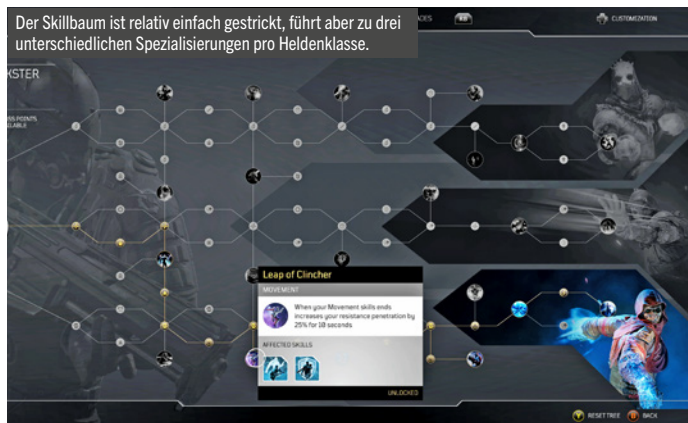 Der Skillbaum ist relativ einfach gestrickt, führt aber zu drei
unterschiedlichen Spezialisierungen pro Heldenklasse.
CUSTOMIZATION
Leap of Clincher
MOVEMENT
When your Movement skills ends
increases your resistance penetration by
25% for 10 seconds
AFFECTED SKILLS
UNLOCKED
RESET TREE
BACK